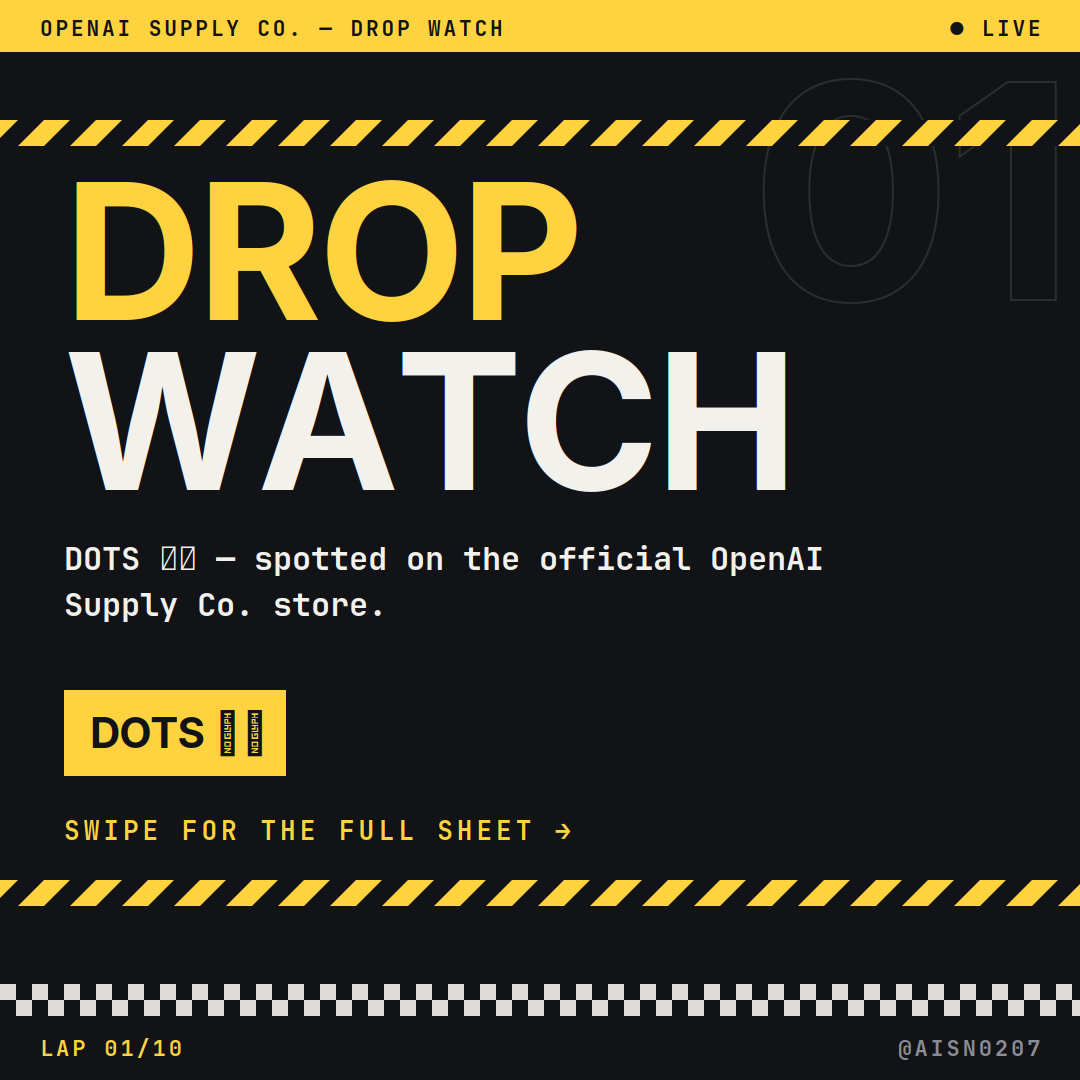 OPENAI SUPPLY CO. — DROP WATCH
● LIVE
01
DROP
WATCH
DOTS — spotted on the official OpenAI
Supply Co. store.
DOTS
SWIPE FOR THE FULL SHEET →
LAP 01/10
@AISN0207